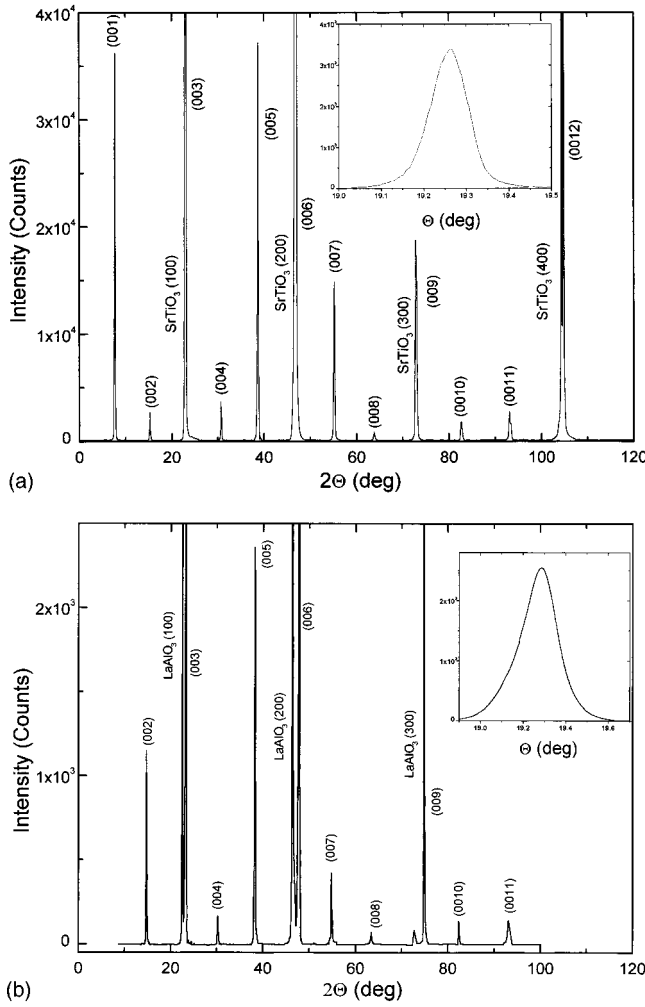 4x10⁴
3x10⁴
2x10⁴
1x10⁴
0
Intensity (Counts)
(001)
(002)
SrTiO₃ (100)
(003)
(004)
(005)
SrTiO₃ (200)
(006)
(007)
(008)
SrTiO₃ (300)
(009)
(0010)
(0011)
SrTiO₃ (400)
(0012)
19.0
19.1
19.2
19.3
19.4
19.5
Θ (deg)
0
20
40
60
80
100
120
2Θ (deg)
(a)
2x10³
1x10³
0
Intensity (Counts)
(002)
LaAlO₃ (100)
(003)
(004)
(005)
LaAlO₃ (200)
(006)
(007)
(008)
LaAlO₃ (300)
(009)
(0010)
(0011)
19.0
19.2
19.4
19.6
Θ (deg)
0
20
40
60
80
100
120
2Θ (deg)
(b)